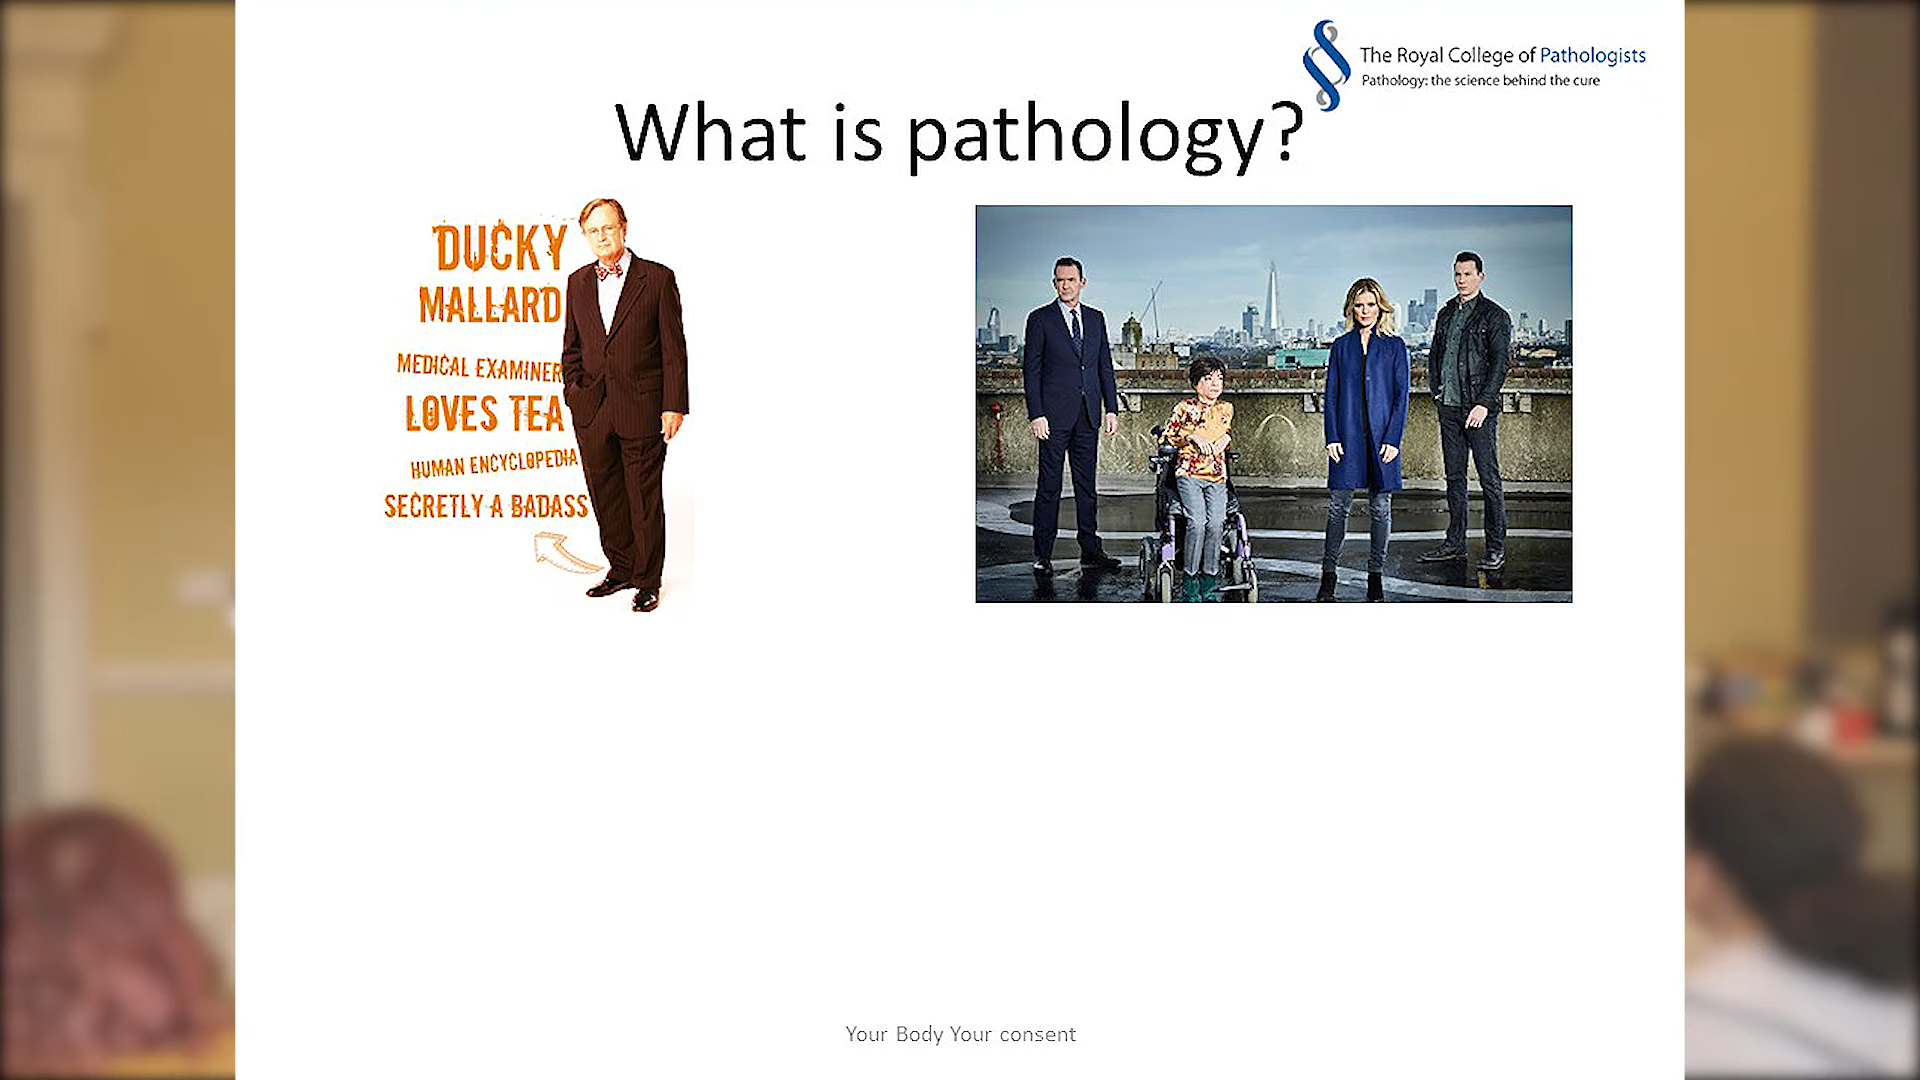 The Royal College of Pathologists
Pathology: the science behind the cure
What is pathology?
DUCKY
MALLARD
MEDICAL EXAMINER
LOVES TEA
HUMAN ENCYCLOPEDIA
SECRETLY A BADASS
Your Body Your consent